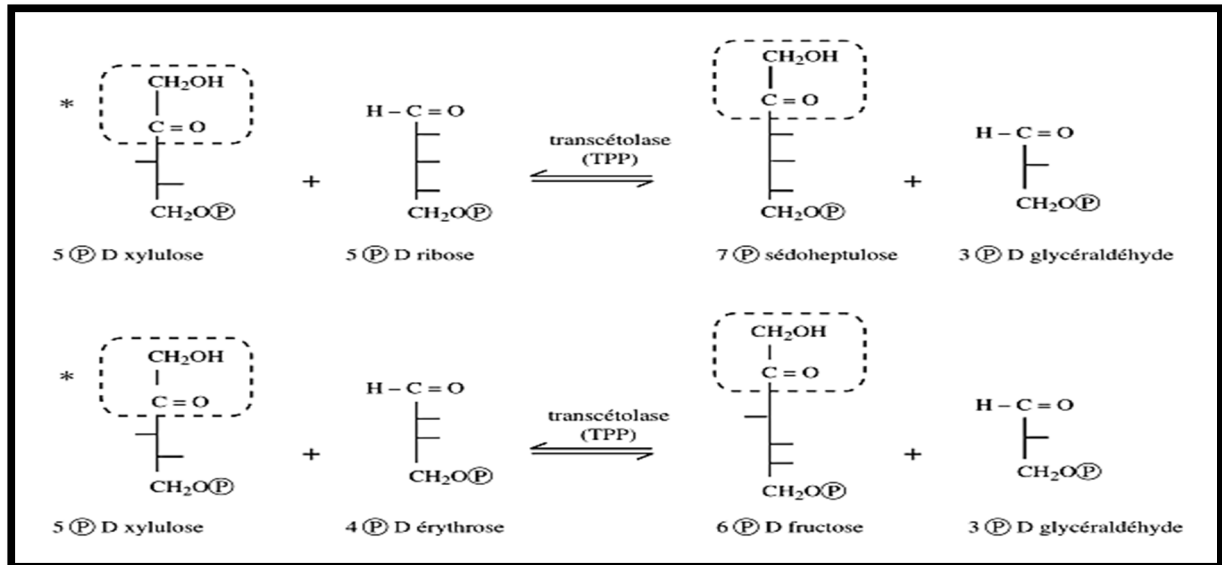 CH₂OH
* C = O
CH₂OⓅ
5 Ⓟ D xylulose
+
H – C = O
CH₂OⓅ
5 Ⓟ D ribose
transcétolase
(TPP)
CH₂OH
C = O
CH₂OⓅ
7 Ⓟ sédoheptulose
+
H – C = O
CH₂OⓅ
3 Ⓟ D glycéraldéhyde
CH₂OH
* C = O
CH₂OⓅ
5 Ⓟ D xylulose
+
H – C = O
CH₂OⓅ
4 Ⓟ D érythrose
transcétolase
(TPP)
CH₂OH
C = O
CH₂OⓅ
6 Ⓟ D fructose
+
H – C = O
CH₂OⓅ
3 Ⓟ D glycéraldéhyde